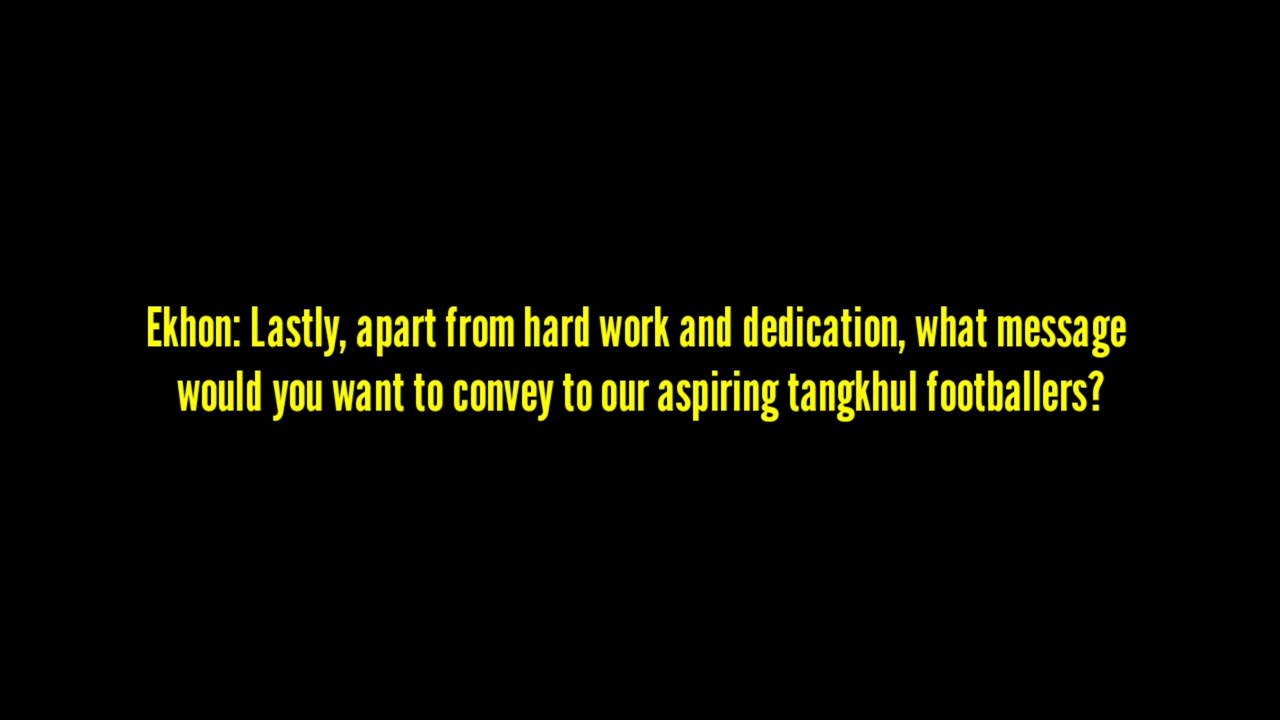 Ekhon: Lastly, apart from hard work and dedication, what message
would you want to convey to our aspiring tangkhul footballers?